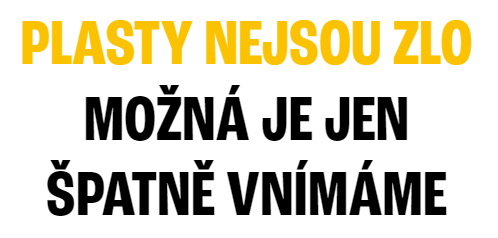 PLASTY NEJSOU ZLO
MOŽNÁ JE JEN
ŠPATNĚ VNÍMÁME